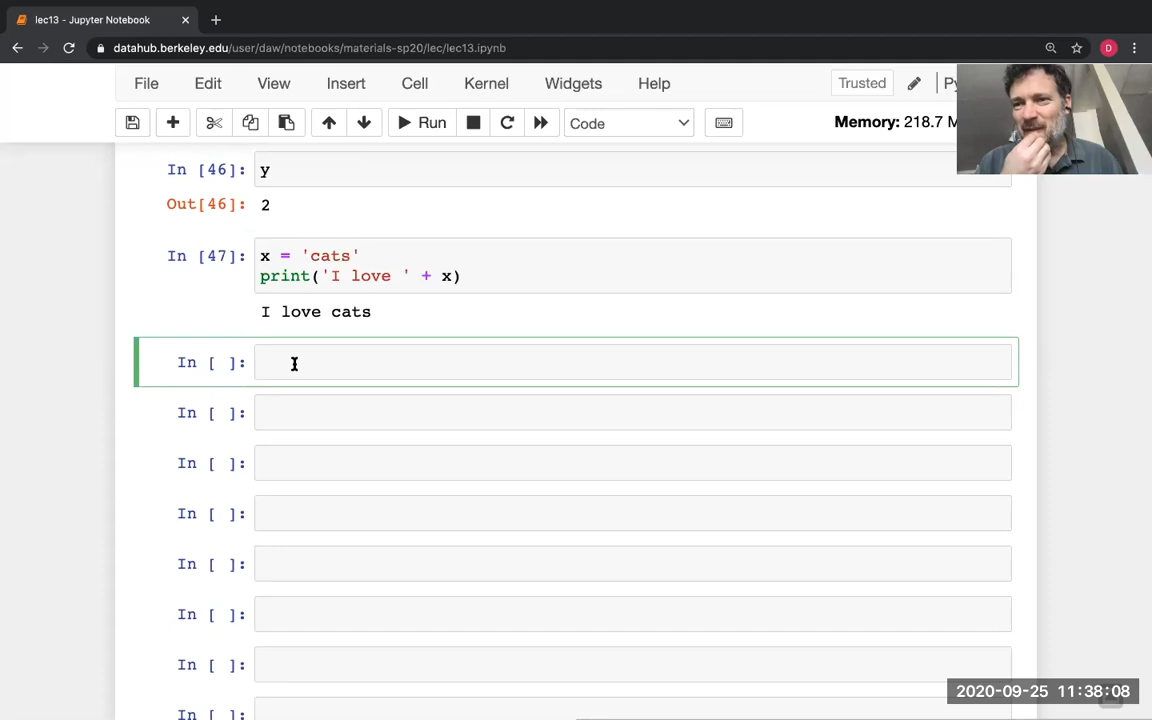 lec13 - Jupyter Notebook
datahub.berkeley.edu/user/daw/notebooks/materials-sp20/lec/lec13.ipynb
D
File Edit View Insert Cell Kernel Widgets Help Trusted
Run Code Memory: 218.7
In [46]: y
Out[46]: 2
In [47]: x = 'cats'
print('I love ' + x)
I love cats
In [ ]:
In [ ]:
In [ ]:
In [ ]:
In [ ]:
In [ ]:
In [ ]:
In [ ]:
2020-09-25 11:38:08